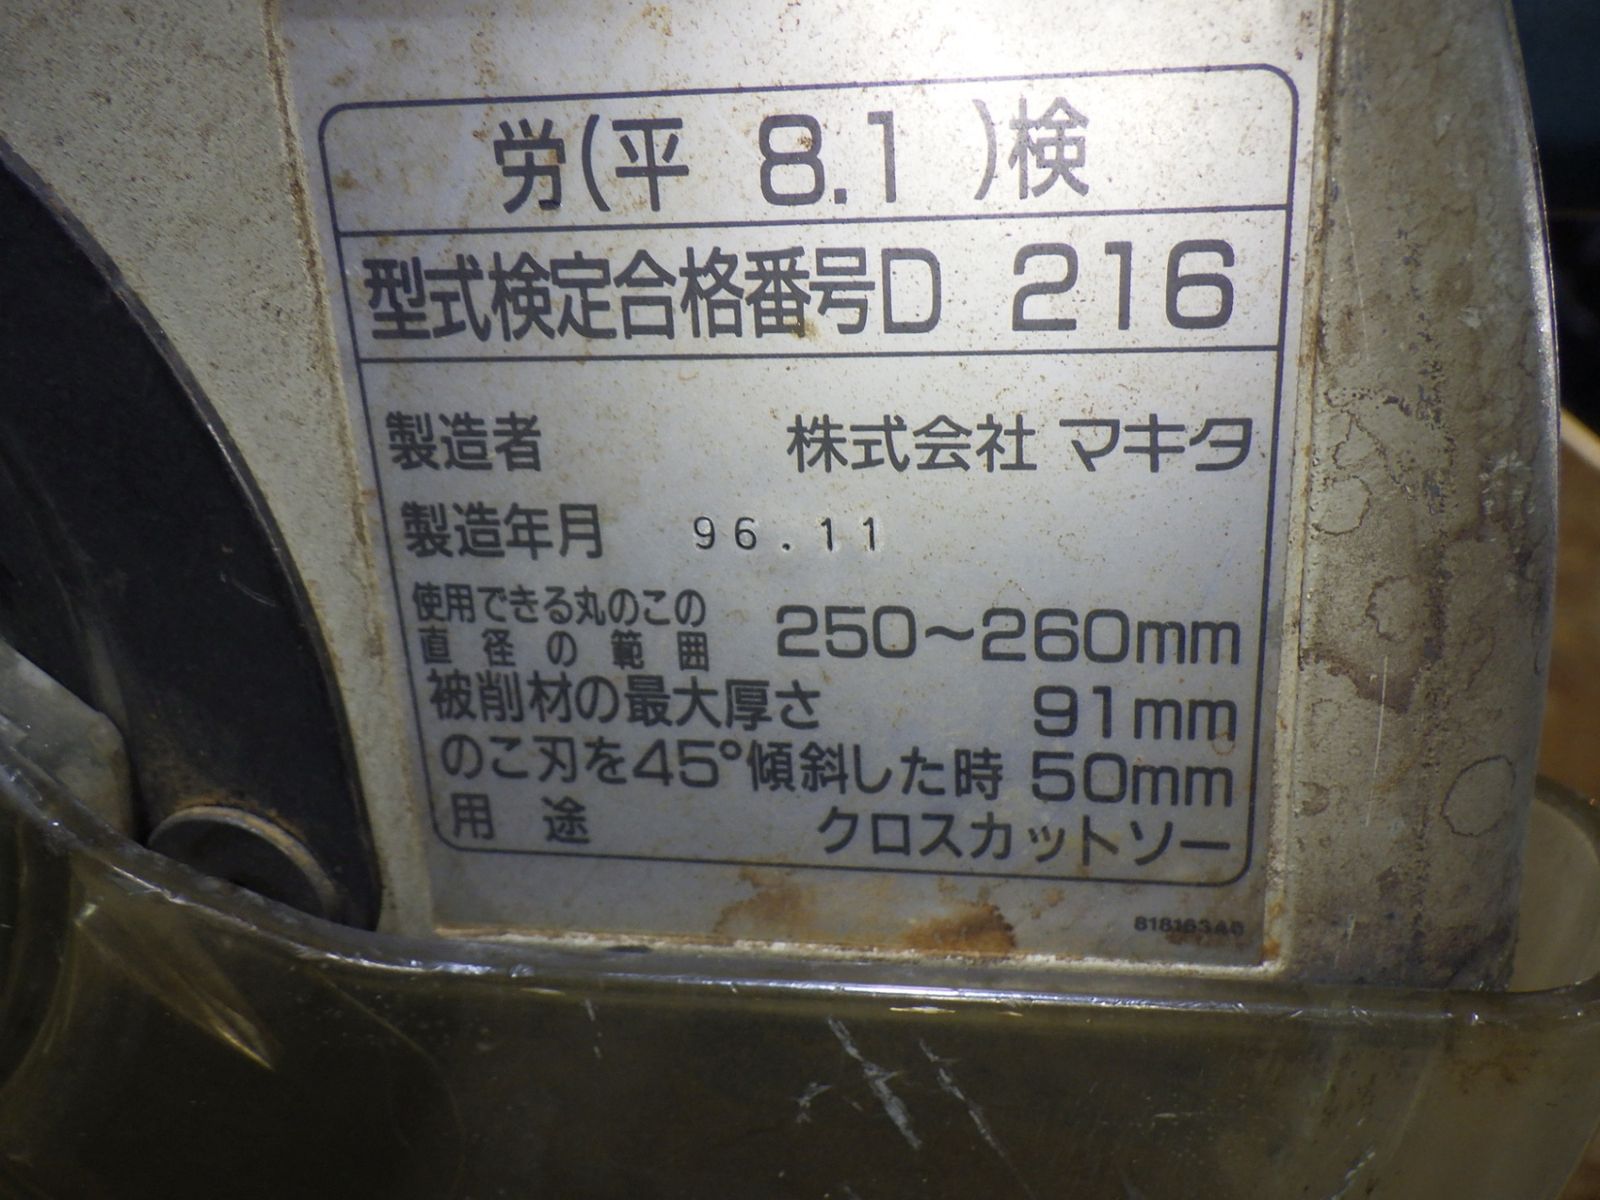 労(平 8.1 )検
型式検定合格番号D 216
製造者 株式会社 マキタ
製造年月 96.11
使用できる丸のこの
直径の範囲 250～260mm
被削材の最大厚さ 91mm
のこ刃を45°傾斜した時 50mm
用途 クロスカットソー